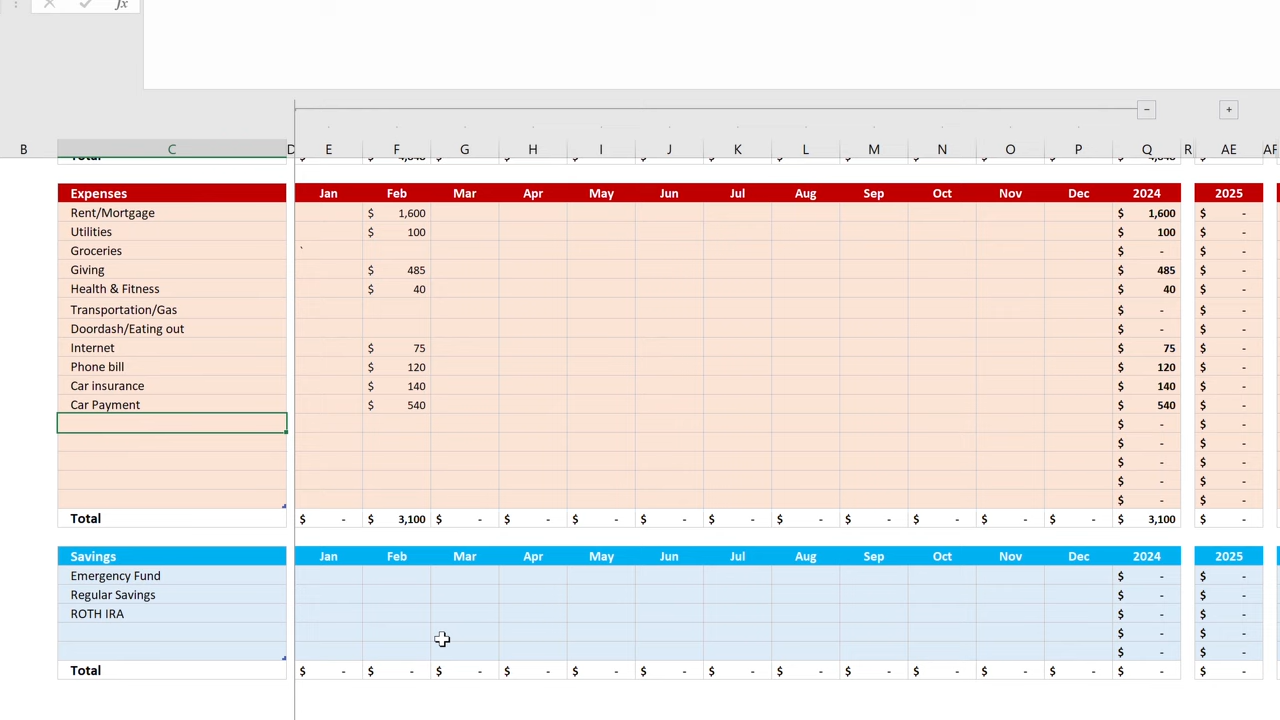 fx
B C D E F G H I J K L M N O P Q R AE AF
Total
Expenses Jan Feb Mar Apr May Jun Jul Aug Sep Oct Nov Dec 2024 2025
Rent/Mortgage $ 1,600 $ 1,600 $ -
Utilities $ 100 $ 100 $ -
Groceries ` $ - $ -
Giving $ 485 $ 485 $ -
Health & Fitness $ 40 $ 40 $ -
Transportation/Gas $ - $ -
Doordash/Eating out $ - $ -
Internet $ 75 $ 75 $ -
Phone bill $ 120 $ 120 $ -
Car insurance $ 140 $ 140 $ -
Car Payment $ 540 $ 540 $ -
$ - $ -
$ - $ -
$ - $ -
$ - $ -
$ - $ -
Total $ - $ 3,100 $ - $ - $ - $ - $ - $ - $ - $ - $ - $ - $ 3,100 $ -
Savings Jan Feb Mar Apr May Jun Jul Aug Sep Oct Nov Dec 2024 2025
Emergency Fund $ - $ -
Regular Savings $ - $ -
ROTH IRA $ - $ -
$ - $ -
$ - $ -
Total $ - $ - $ - $ - $ - $ - $ - $ - $ - $ - $ - $ - $ - $ -